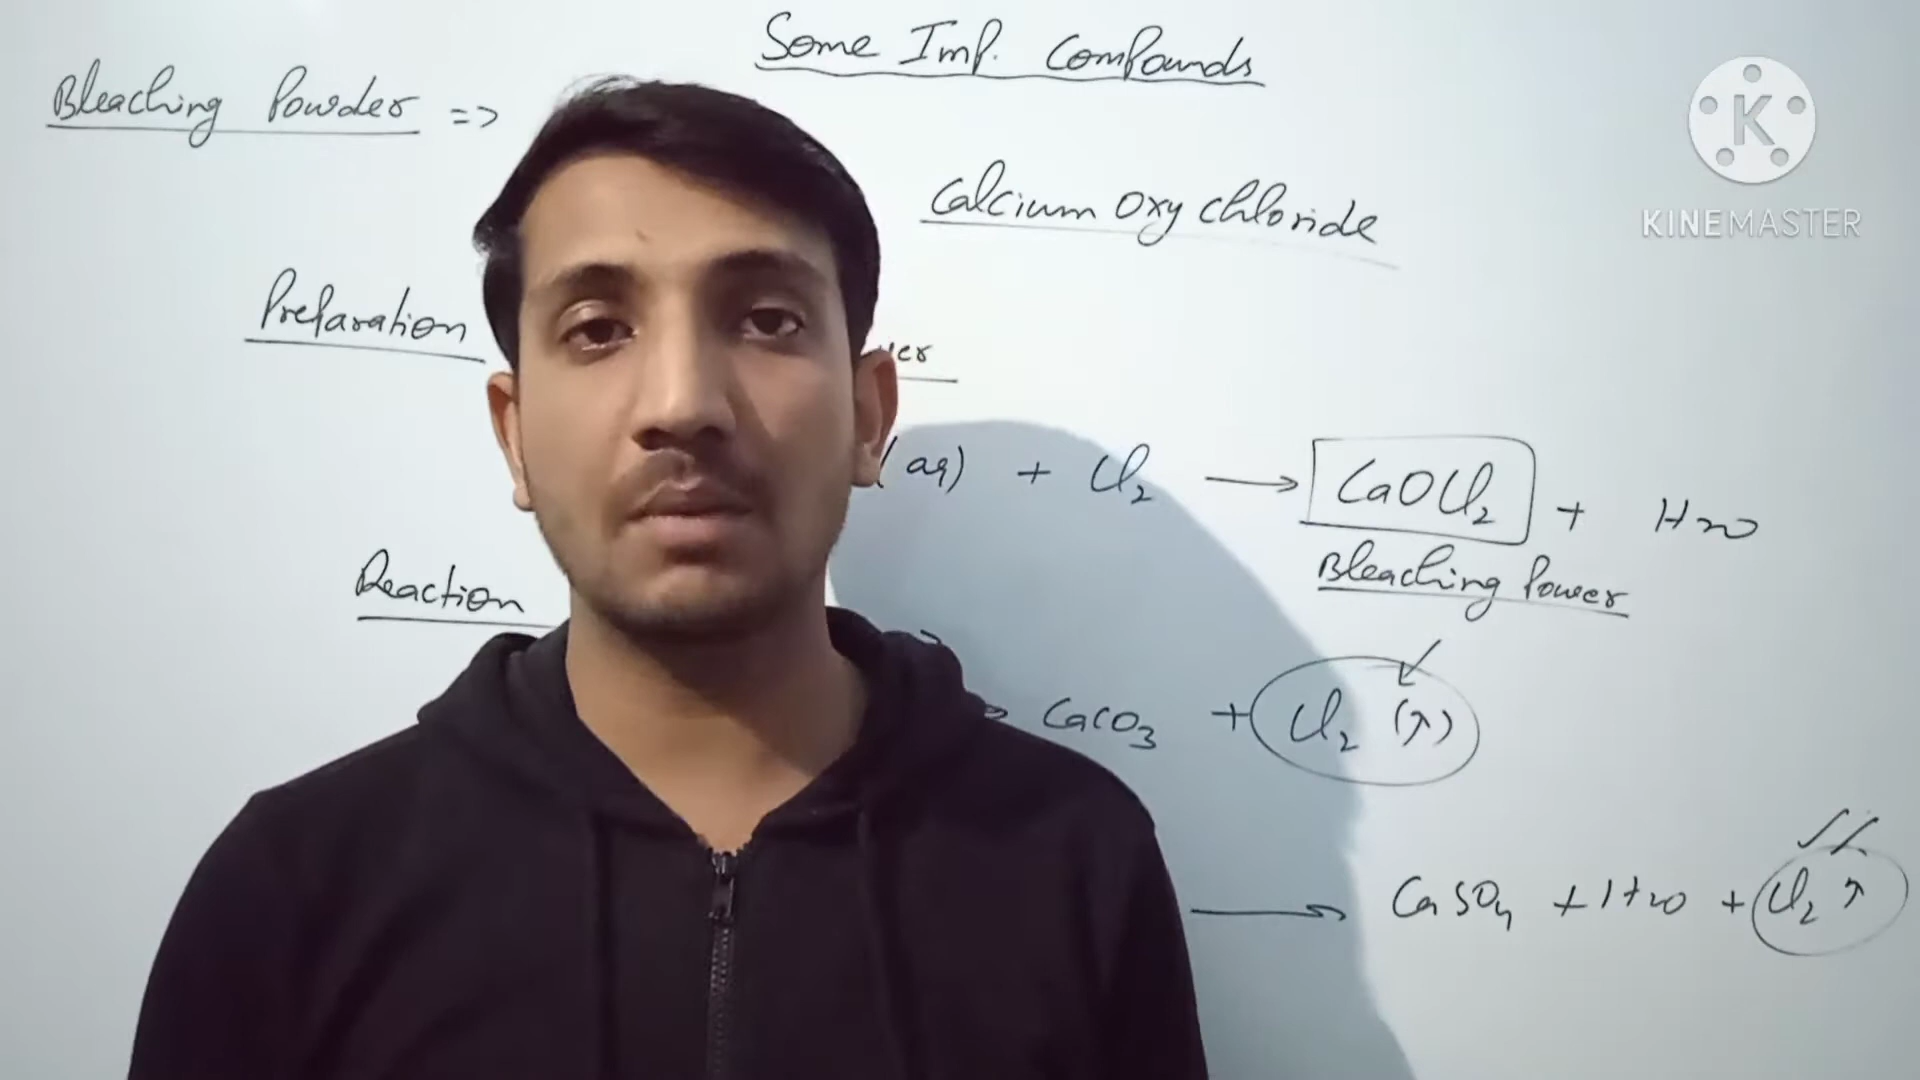 Some Imp. Compounds
Bleaching Powder =>
Calcium Oxy chloride
Preparation
(aq) + Cl2 → CaOCl2 + H2O
Bleaching Power
Reaction
CaCO3 + Cl2 (↑)
→ CaSO4 + H2O + Cl2 ↑
KINEMASTER